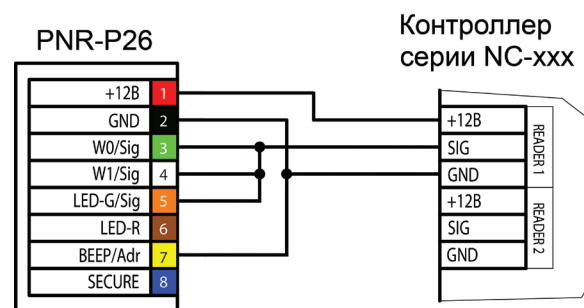 PNR-P26
Контроллер
серии NC-xxx
+12В 1
GND 2
W0/Sig 3
W1/Sig 4
LED-G/Sig 5
LED-R 6
BEEP/Adr 7
SECURE 8
+12В
SIG
GND
READER 1
+12В
SIG
GND
READER 2